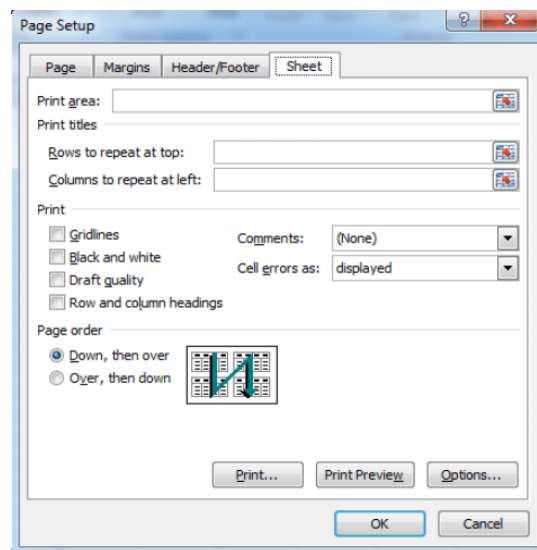 Page Setup
?
X
Page Margins Header/Footer Sheet
Print area:
Print titles
Rows to repeat at top:
Columns to repeat at left:
Print
Gridlines
Black and white
Draft quality
Row and column headings
Comments: (None)
Cell errors as: displayed
Page order
Down, then over
Over, then down
Print... Print Preview Options...
OK Cancel